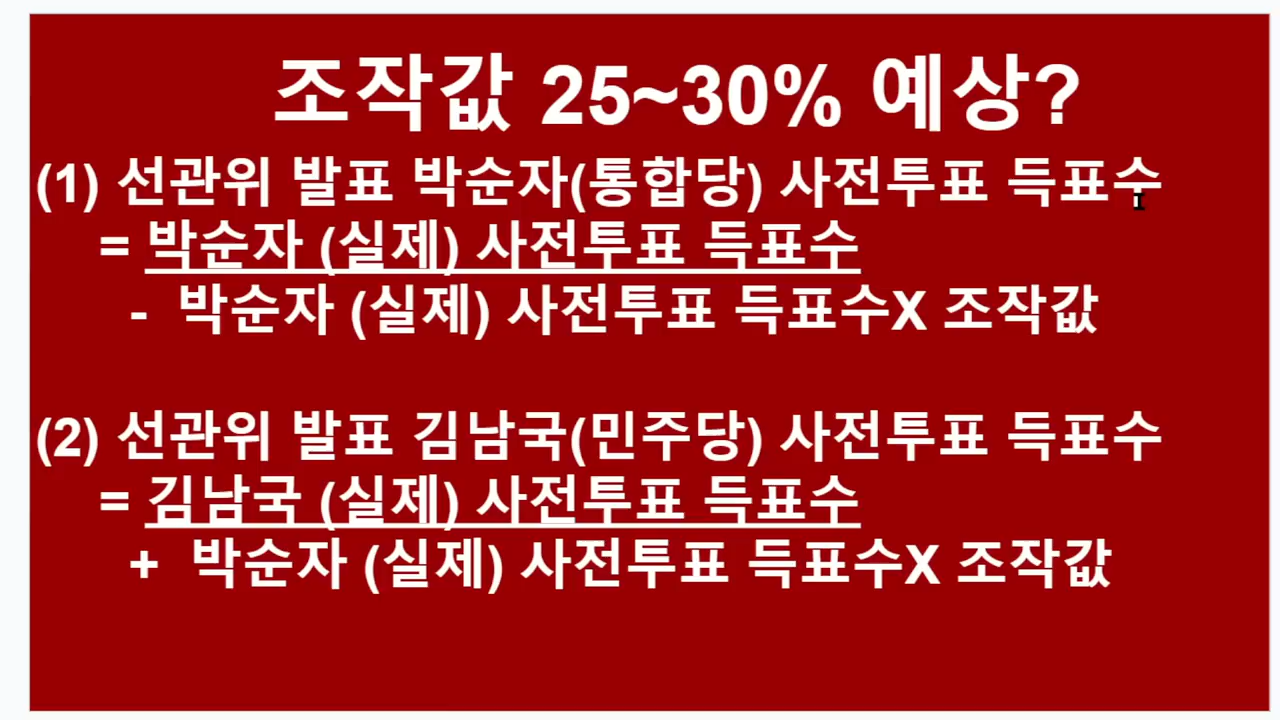 조작값 25~30% 예상?
(1) 선관위 발표 박순자(통합당) 사전투표 득표수
= 박순자 (실제) 사전투표 득표수
- 박순자 (실제) 사전투표 득표수X 조작값
(2) 선관위 발표 김남국(민주당) 사전투표 득표수
= 김남국 (실제) 사전투표 득표수
+ 박순자 (실제) 사전투표 득표수X 조작값